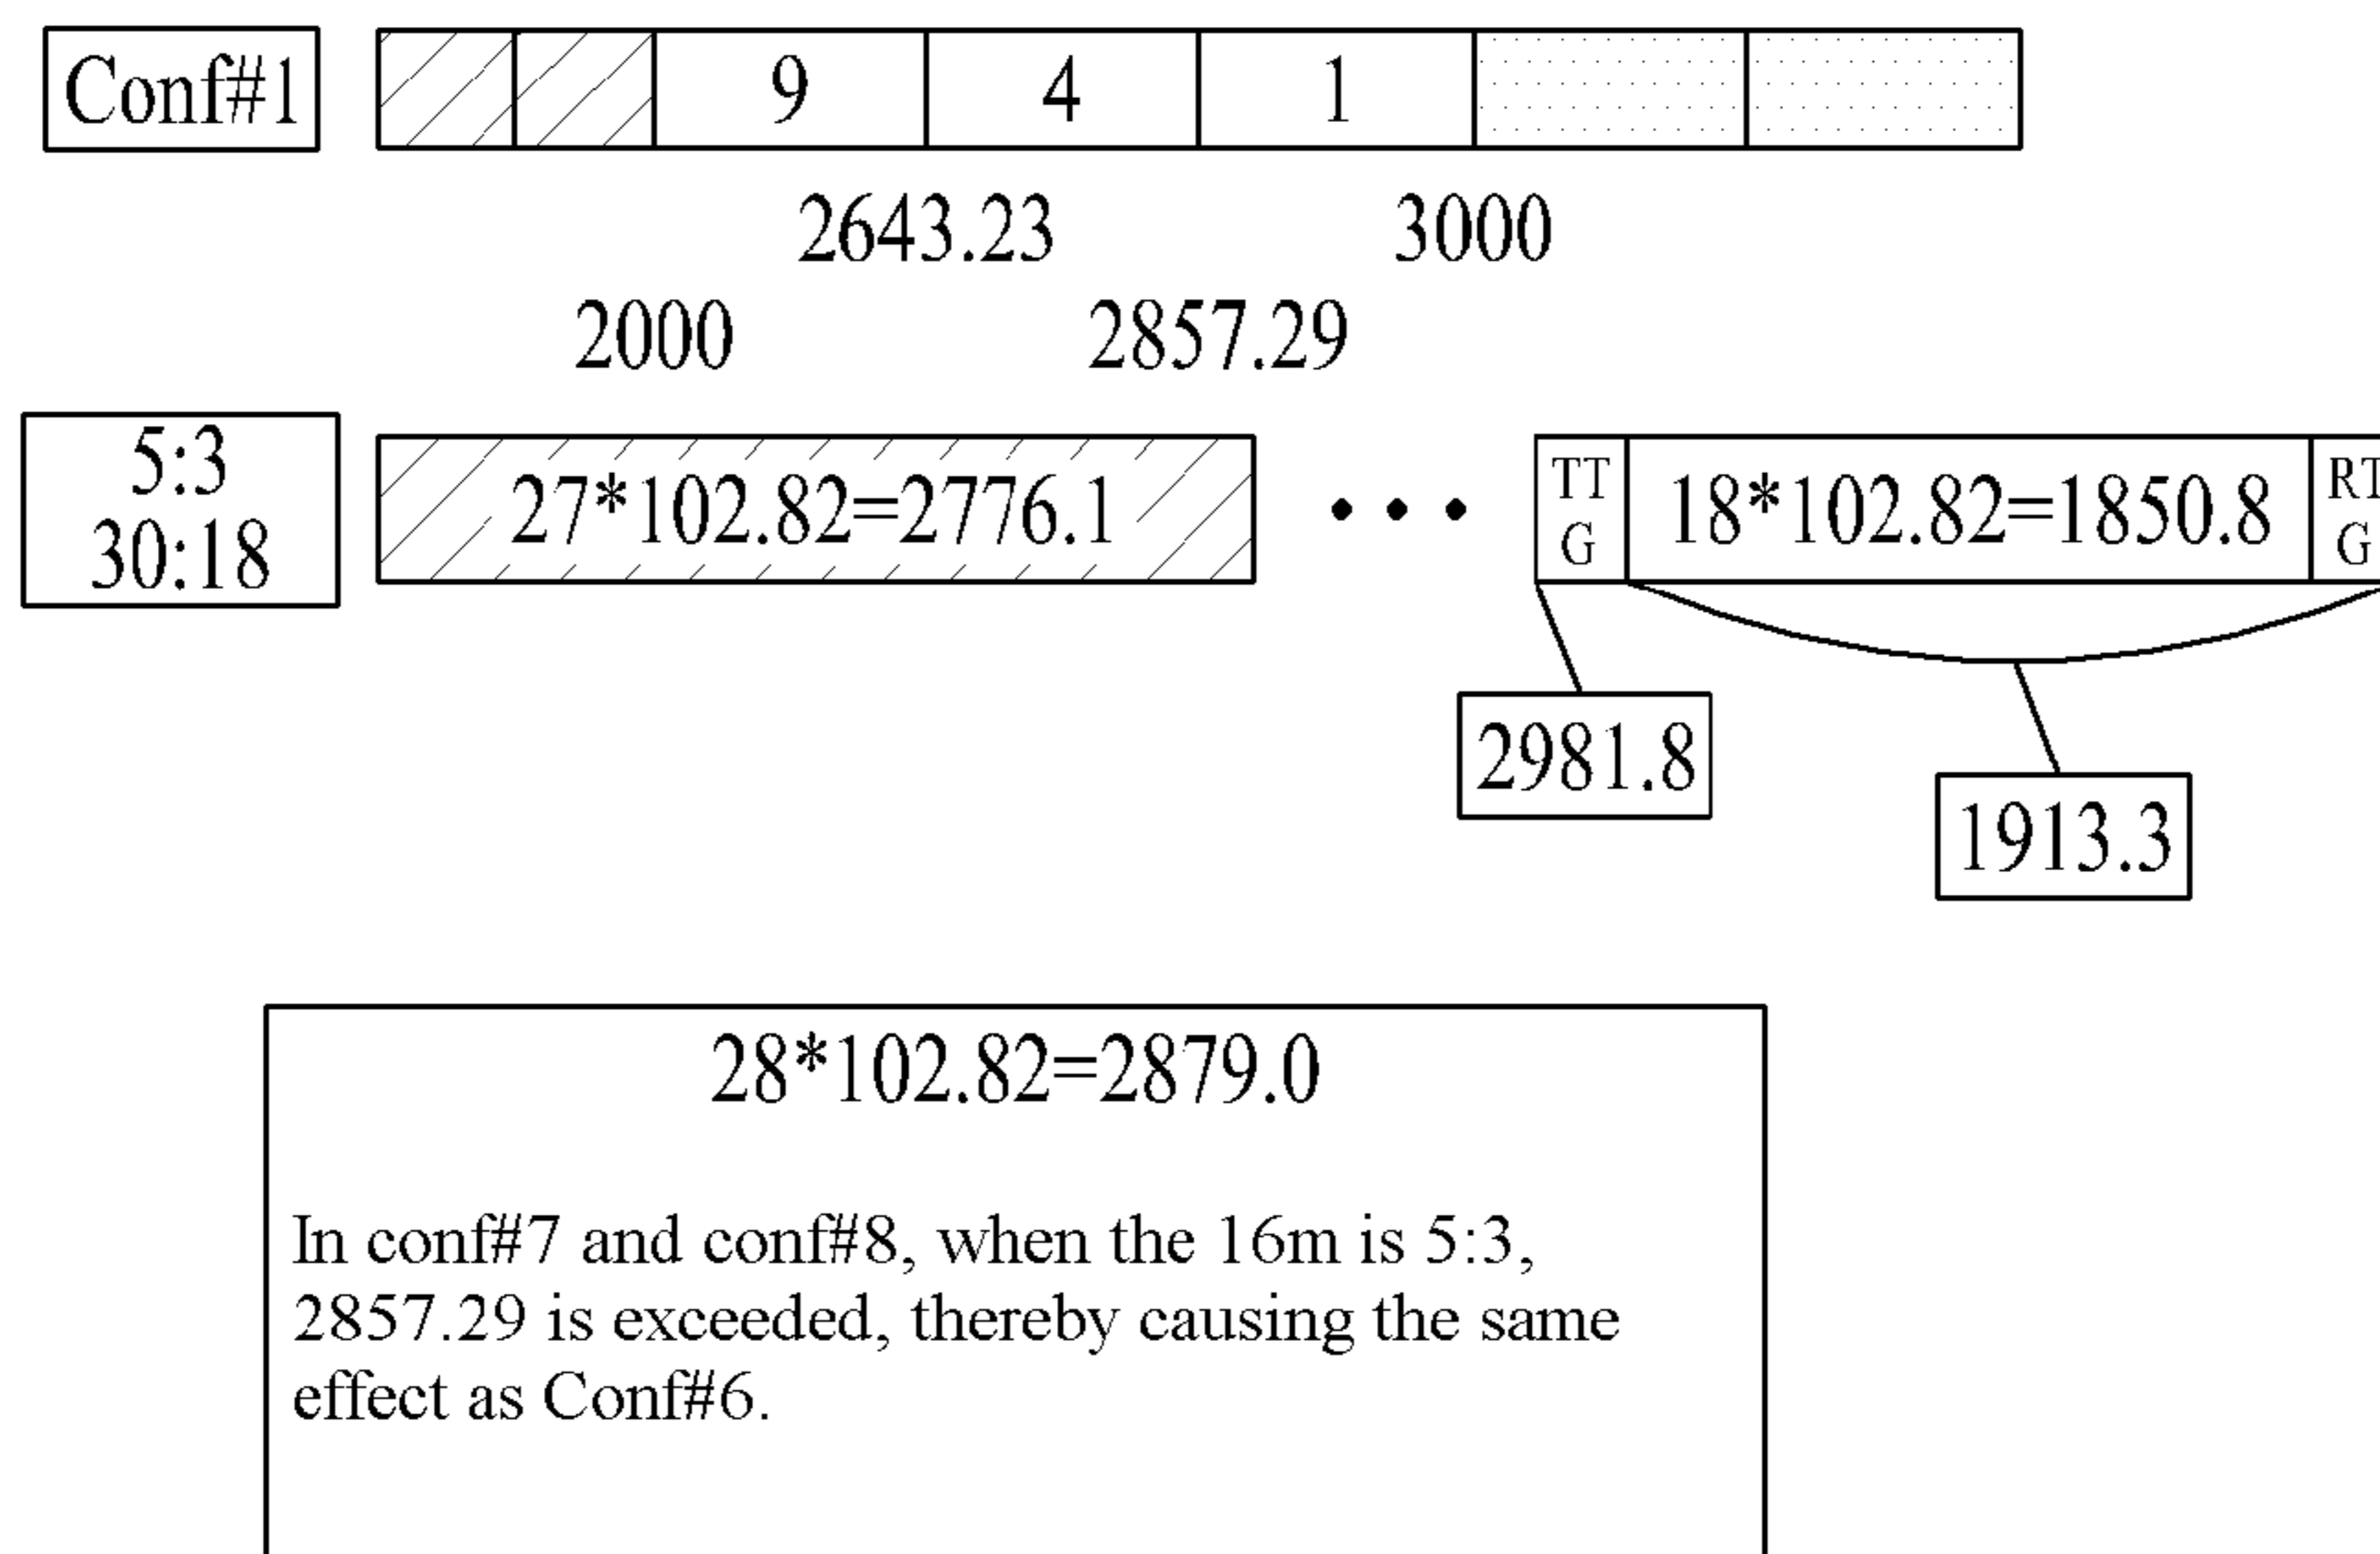 Conf#1
9 4 1
2643.23 3000
2000 2857.29
5:3
30:18
27*102.82=2776.1
• • •
TT
G
18*102.82=1850.8
RT
G
2981.8
1913.3
28*102.82=2879.0
In conf#7 and conf#8, when the 16m is 5:3,
2857.29 is exceeded, thereby causing the same
effect as Conf#6.